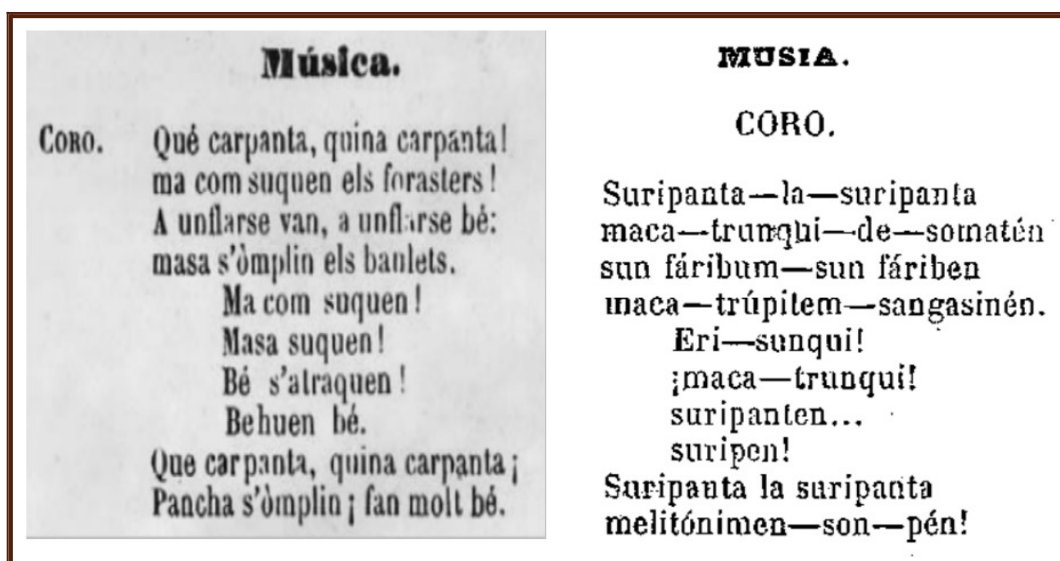 Música.
CORO. Qué carpanta, quina carpanta!
ma com suquen els forasters!
A unflarse van, a unflarse bé:
masa s'òmplin els banlets.
Ma com suquen!
Masa suquen!
Bé s'atraquen!
Behuen bé.
Que carpanta, quina carpanta¡
Pancha s'òmplin¡ fan molt bé.
MUSIA.
CORO.
Suripanta—la—suripanta
maca—trunqui—de—somatén
sun fáribum—sun fáriben
maca—trúpitem—sangasinén.
Eri—sunqui!
¡maca—trunqui!
suripanten...
suripen!
Suripanta la suripanta
melitónimen—son—pén!